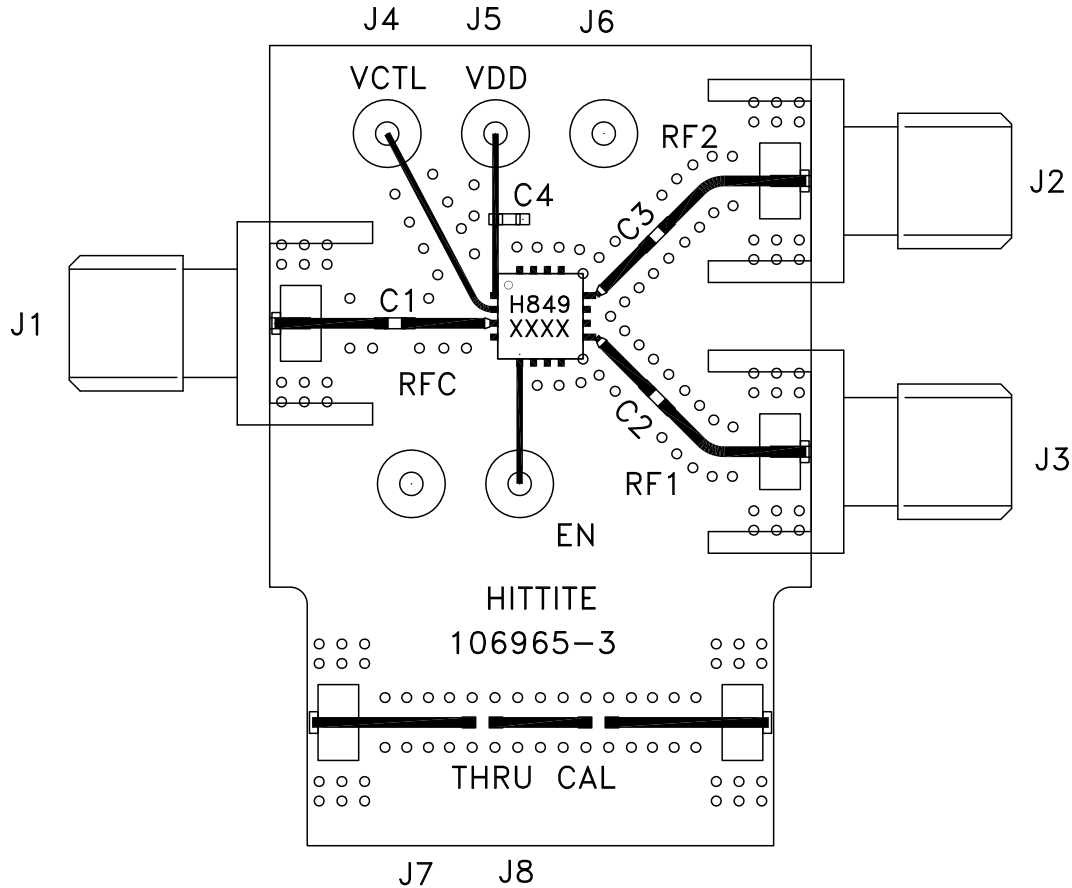 J4 J5 J6
VCTL VDD
RF2
J2
C4
C3
J1
C1
H849
XXXX
RFC
C2
RF1
J3
EN
HITTITE
106965-3
THRU CAL
J7 J8